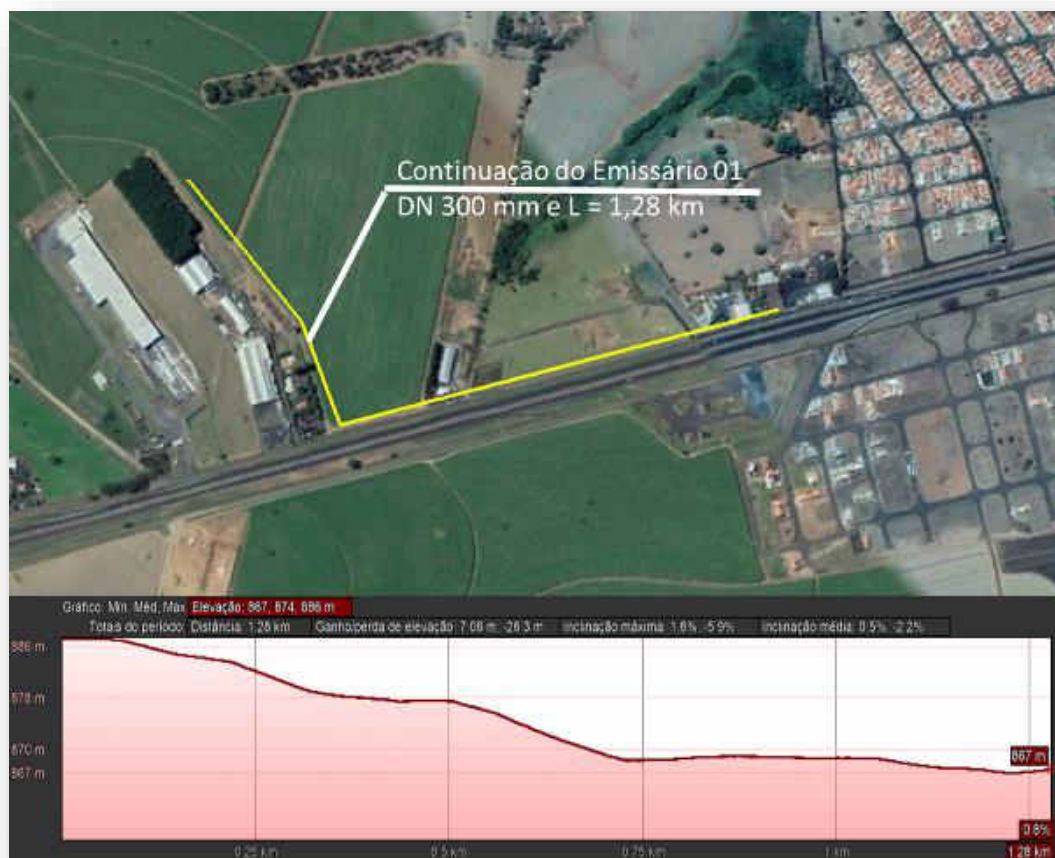 Continuação do Emissário 01
DN 300 mm e L = 1,28 km
Gráfico: Mín, Méd, Máx Elevação: 867, 874, 886 m
Totais do período: Distância: 1.28 km Ganho/perda de elevação: 7.06 m, -26.3 m Inclinação máxima: 1.6%, -5.9% Inclinação média: 0.5%, -2.2%
886 m
878 m
870 m
867 m
867 m
0.8%
0.25 km
0.5 km
0.75 km
1 km
1.28 km